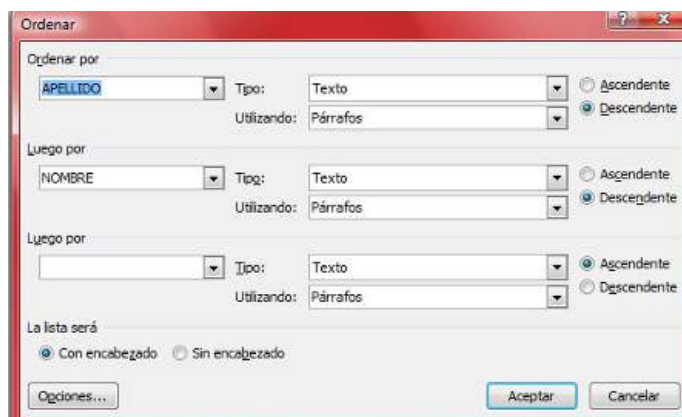 Ordenar
Ordenar por
APELLIDO Tipo: Texto Ascendente
Utilizando: Párrafos Descendente
Luego por
NOMBRE Tipo: Texto Ascendente
Utilizando: Párrafos Descendente
Luego por
Tipo: Texto Ascendente
Utilizando: Párrafos Descendente
La lista será
Con encabezado Sin encabezado
Opciones... Aceptar Cancelar